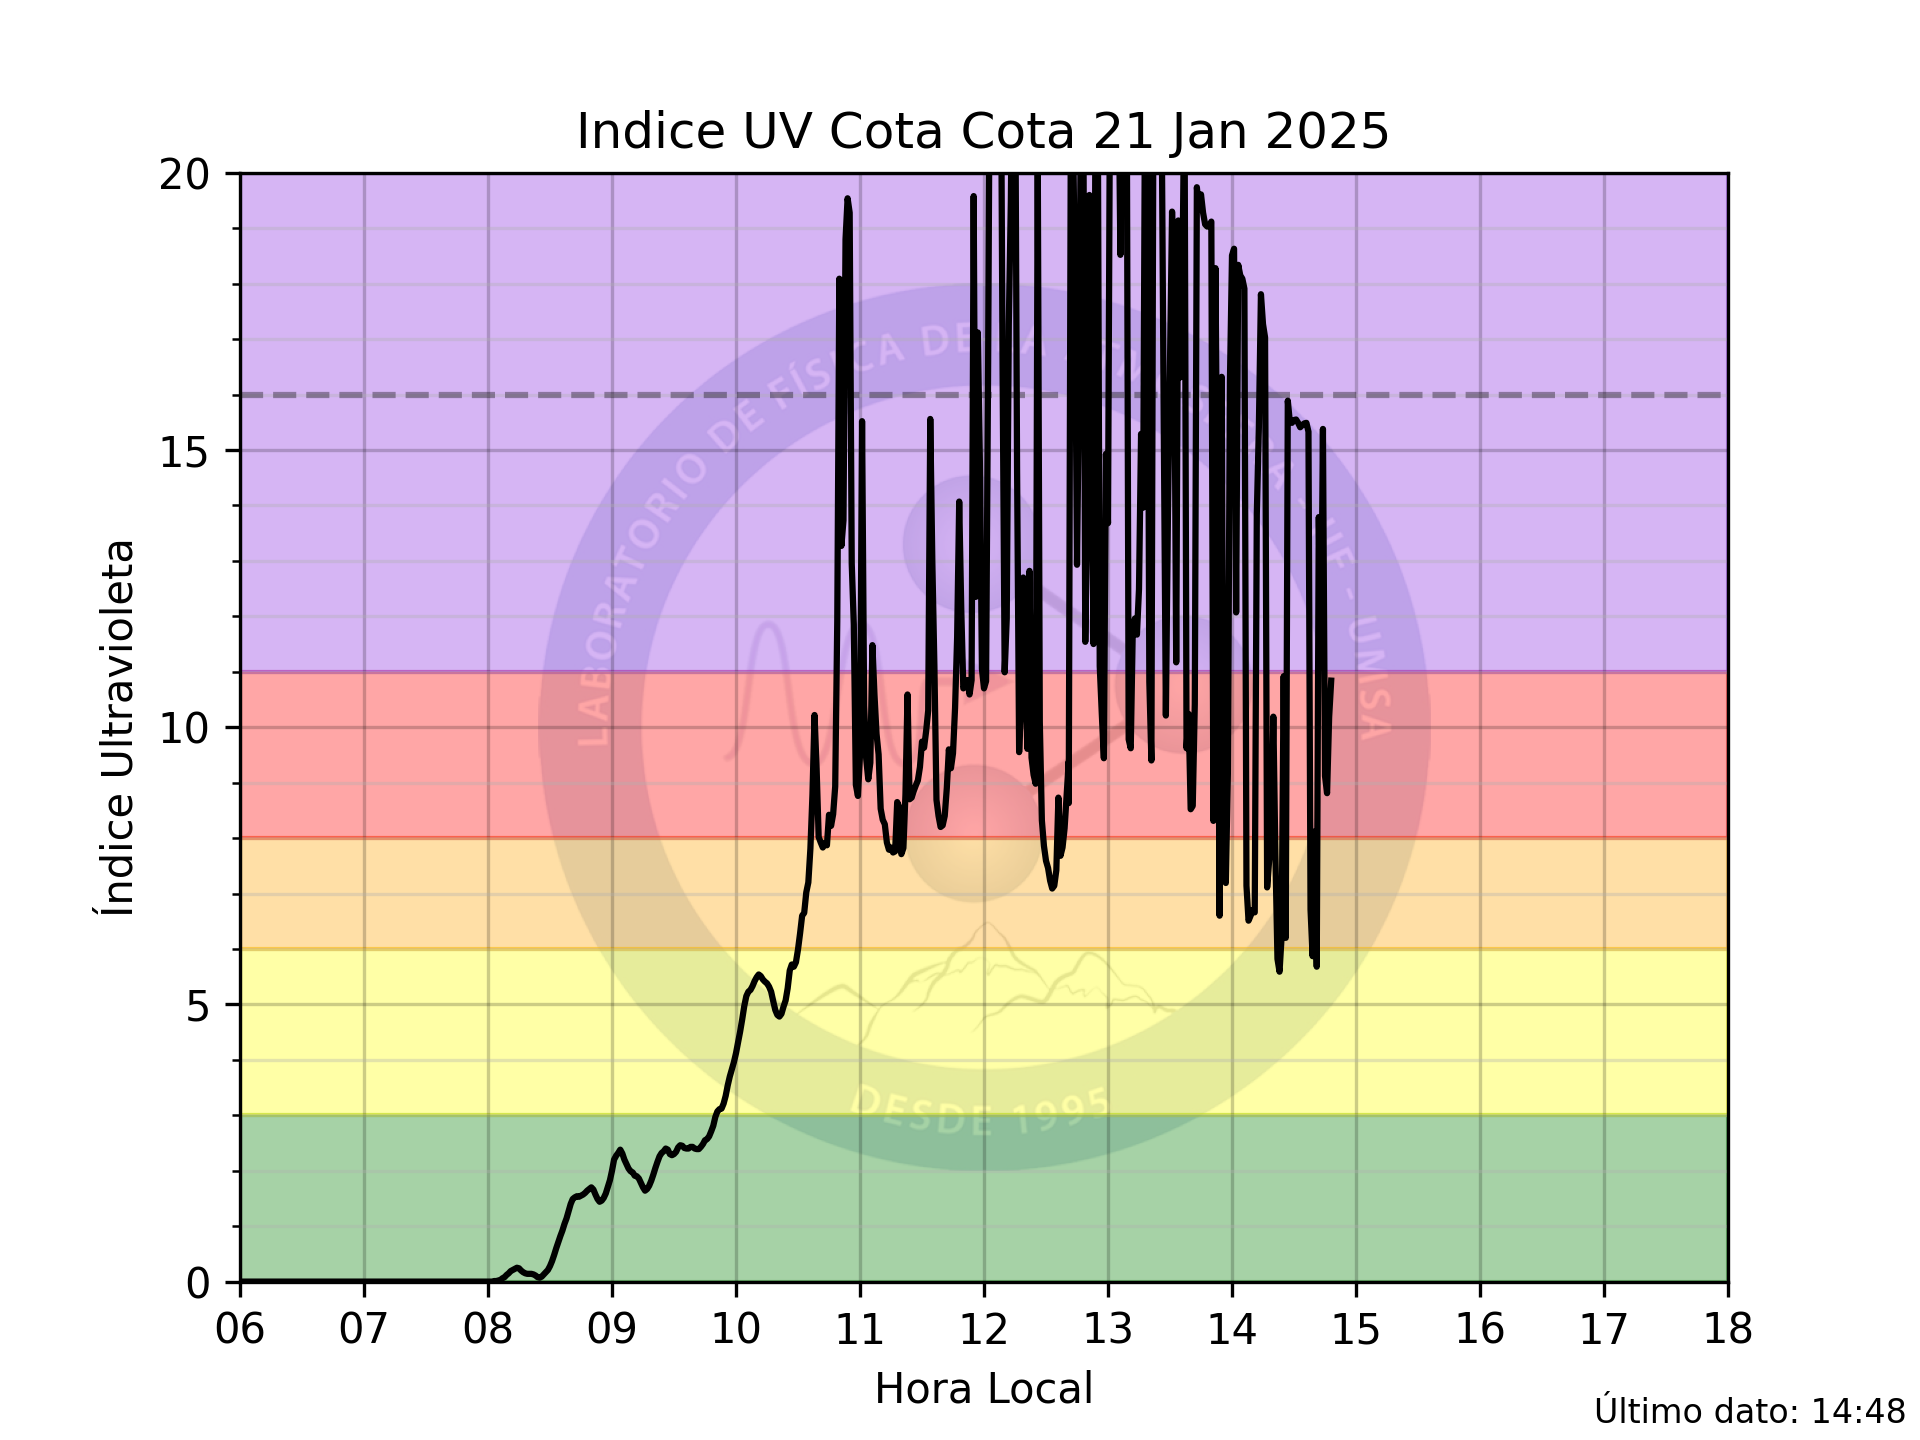 Indice UV Cota Cota 21 Jan 2025
20
15
10
5
0
Índice Ultravioleta
LABORATORIO DE FÍSICA DE LA
UMSA
DESDE 1995
06 07 08 09 10 11 12 13 14 15 16 17 18
Hora Local
Último dato: 14:48